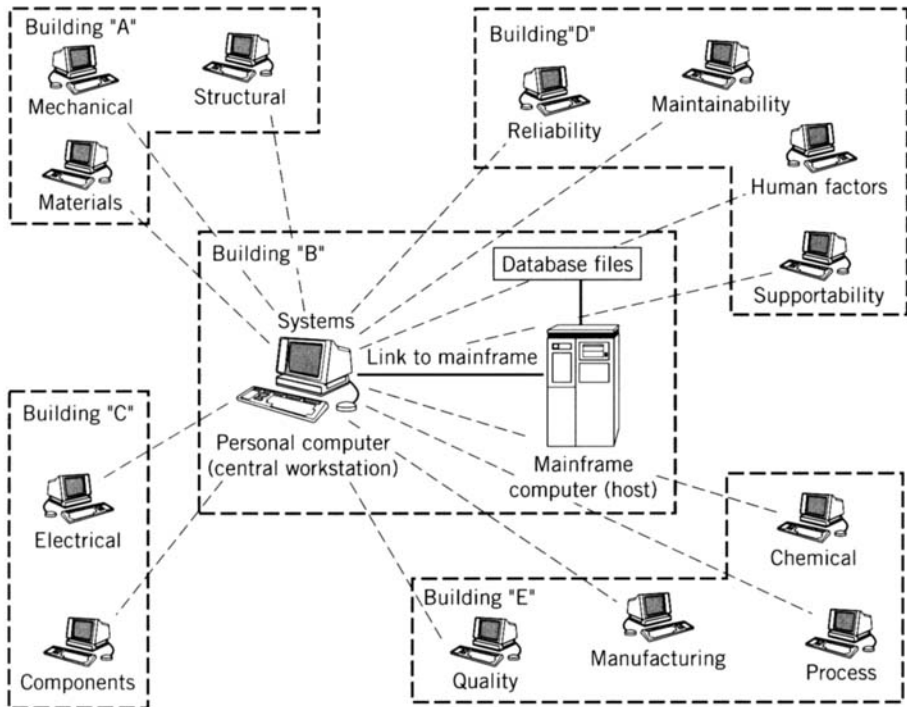 Building "A"
Mechanical
Structural
Materials
Building"D"
Reliability
Maintainability
Human factors
Supportability
Building "B"
Database files
Systems
Link to mainframe
Personal computer
(central workstation)
Mainframe
computer (host)
Building "C"
Electrical
Components
Building "E"
Quality
Manufacturing
Chemical
Process